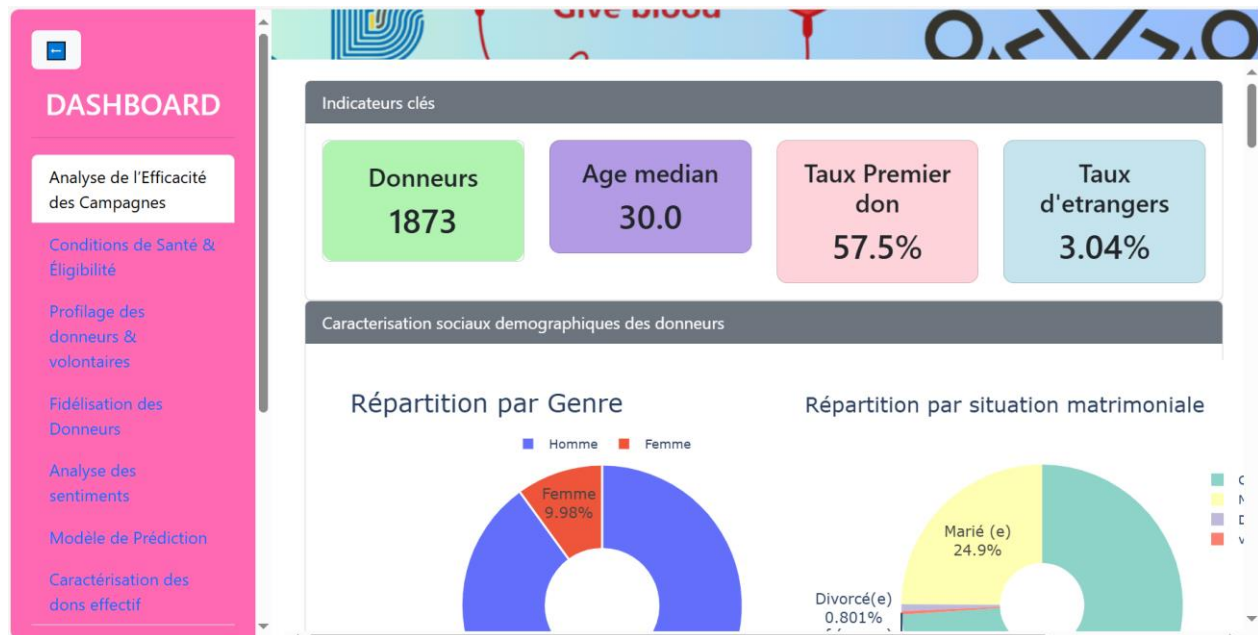 Give blood
DASHBOARD
Analyse de l'Efficacité
des Campagnes
Conditions de Santé &
Éligibilité
Profilage des
donneurs &
volontaires
Fidélisation des
Donneurs
Analyse des
sentiments
Modèle de Prédiction
Caractérisation des
dons effectif
Indicateurs clés
Donneurs
1873
Age median
30.0
Taux Premier
don
57.5%
Taux
d'etrangers
3.04%
Caracterisation sociaux demographiques des donneurs
Répartition par Genre
Homme Femme
Femme
9.98%
Répartition par situation matrimoniale
Marié (e)
24.9%
Divorcé(e)
0.801%